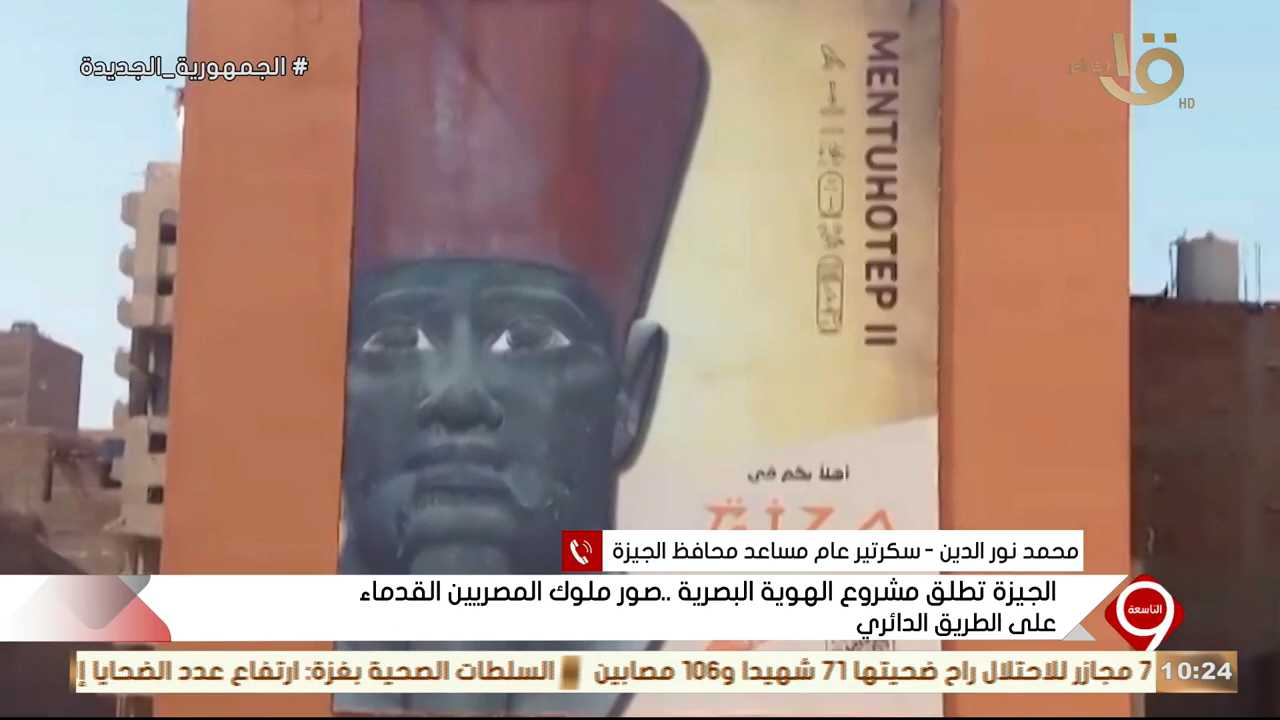 # الجمهورية_الجديدة
HD
MENTUHOTEP II
أهلا بكم في
GIZA
محمد نور الدين - سكرتير عام مساعد محافظ الجيزة
الجيزة تطلق مشروع الهوية البصرية ..صور ملوك المصريين القدماء
على الطريق الدائري
التاسعة
9
10:24
7 مجازر للاحتلال راح ضحيتها 71 شهيدا و106 مصابين
السلطات الصحية بغزة: ارتفاع عدد الضحايا إ